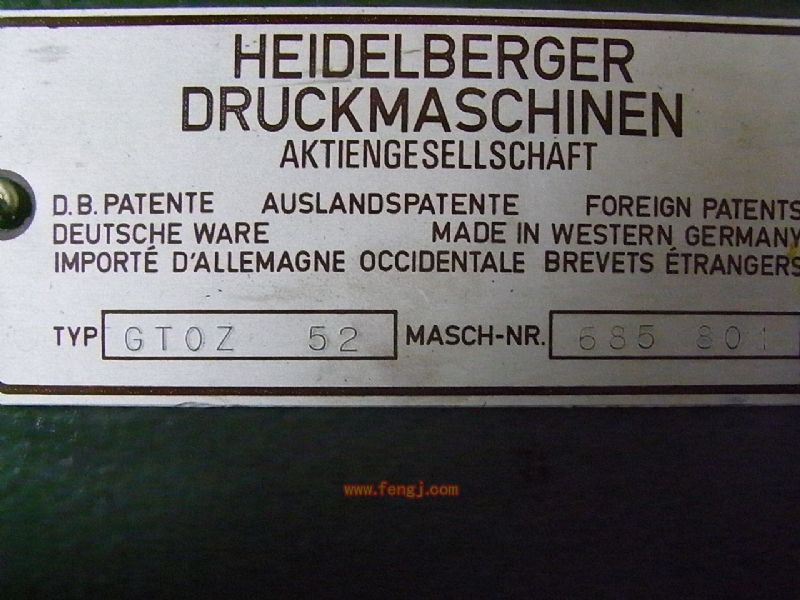 HEIDELBERGER
DRUCKMASCHINEN
AKTIENGESELLSCHAFT
D.B. PATENTE AUSLANDSPATENTE FOREIGN PATENTS
DEUTSCHE WARE MADE IN WESTERN GERMANY
IMPORTÉ D'ALLEMAGNE OCCIDENTALE BREVETS ÉTRANGERS
TYP GTOZ 52 MASCH-NR. 685 801
www.fengj.com